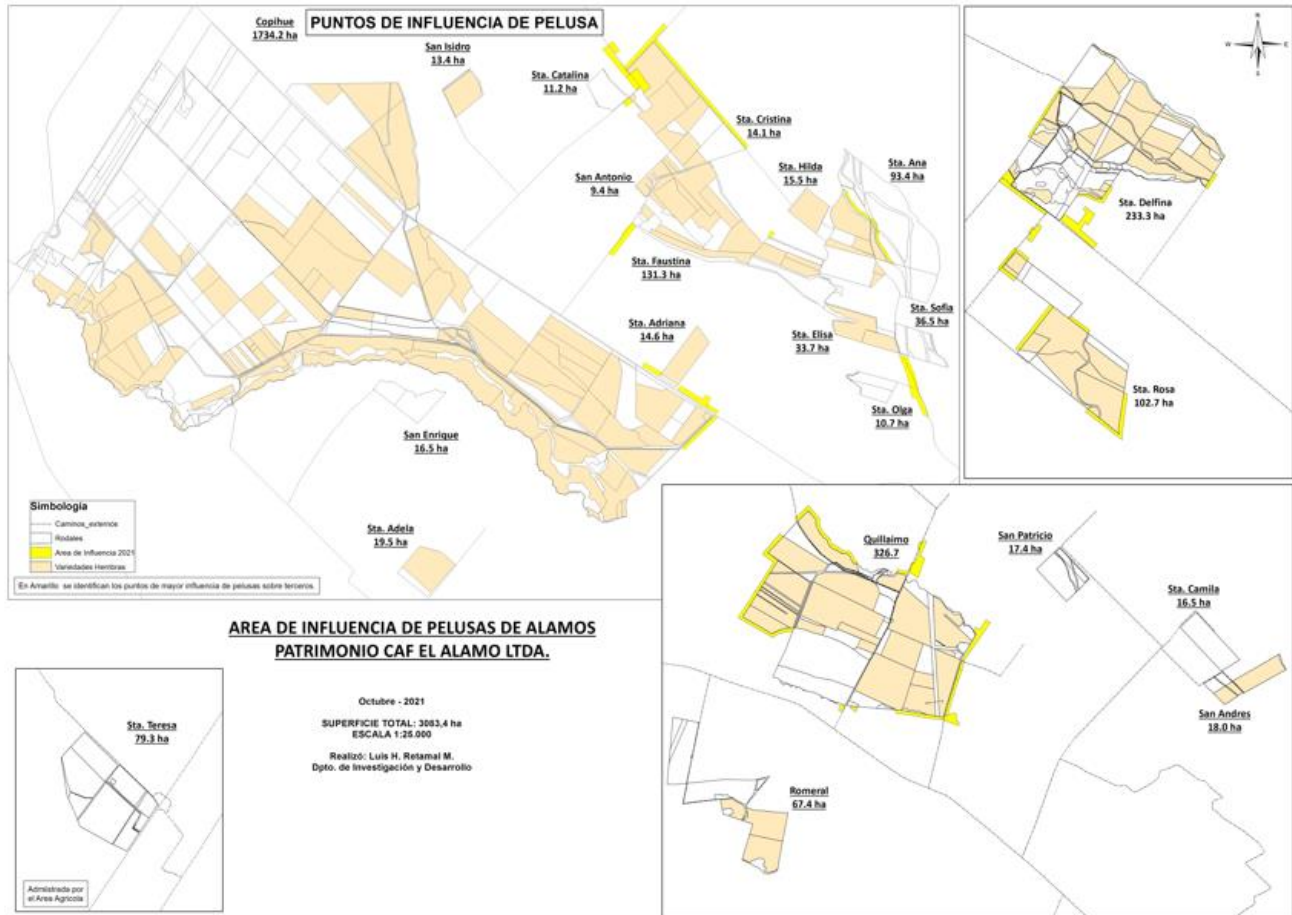 PUNTOS DE INFLUENCIA DE PELUSA
Copihue
1734.2 ha
San Isidro
13.4 ha
Sta. Catalina
11.2 ha
Sta. Cristina
14.1 ha
San Antonio
9.4 ha
Sta. Hilda
15.5 ha
Sta. Ana
93.4 ha
Sta. Faustina
131.3 ha
Sta. Adriana
14.6 ha
Sta. Elisa
33.7 ha
Sta. Sofia
36.5 ha
Sta. Olga
10.7 ha
San Enrique
16.5 ha
Sta. Adela
19.5 ha
Simbología
Caminos_externos
Rodales
Area de Influencia 2021
Variedades Hembras
En Amarillo: se identifican los puntos de mayor influencia de pelusas sobre terceros.
N
W
E
S
Sta. Delfina
233.3 ha
Sta. Rosa
102.7 ha
Quillaimo
326.7
San Patricio
17.4 ha
Sta. Camila
16.5 ha
San Andres
18.0 ha
Romeral
67.4 ha
AREA DE INFLUENCIA DE PELUSAS DE ALAMOS
PATRIMONIO CAF EL ALAMO LTDA.
Octubre - 2021
SUPERFICIE TOTAL: 3083,4 ha
ESCALA 1:25.000
Realizó: Luis H. Retamal M.
Dpto. de Investigación y Desarrollo
Sta. Teresa
79.3 ha
Admistrada por
el Area Agricola